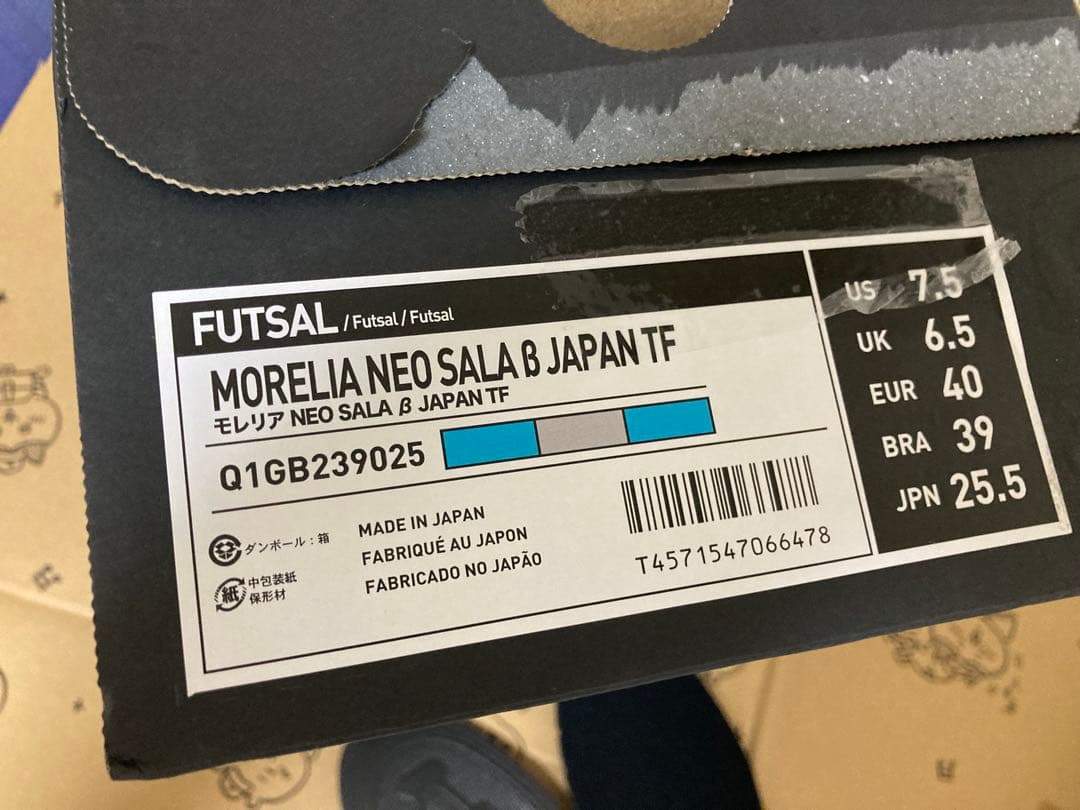 FUTSAL / Futsal / Futsal
MORELIA NEO SALA β JAPAN TF
モレリア NEO SALA β JAPAN TF
Q1GB239025
ダンボール : 箱
紙
中包装紙
保形材
MADE IN JAPAN
FABRIQUÉ AU JAPON
FABRICADO NO JAPÃO
T4571547066478
US 7.5
UK 6.5
EUR 40
BRA 39
JPN 25.5